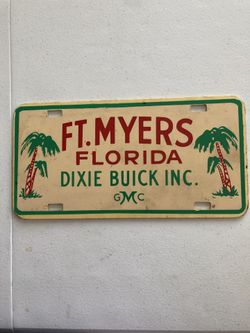 FT. MYERS
FLORIDA
DIXIE BUICK INC.
GMC